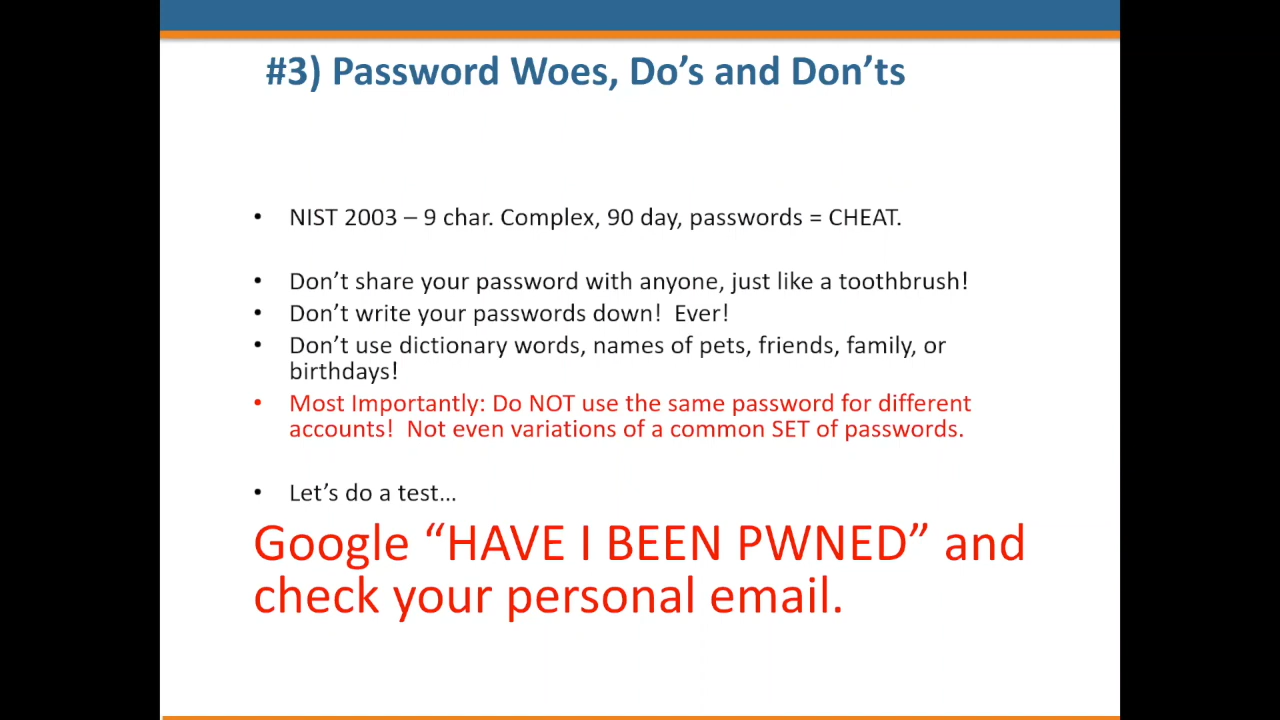 #3) Password Woes, Do’s and Don’ts
• NIST 2003 – 9 char. Complex, 90 day, passwords = CHEAT.
• Don’t share your password with anyone, just like a toothbrush!
• Don’t write your passwords down!  Ever!
• Don’t use dictionary words, names of pets, friends, family, or
birthdays!
• Most Importantly: Do NOT use the same password for different
accounts!  Not even variations of a common SET of passwords.
• Let’s do a test…
Google “HAVE I BEEN PWNED” and
check your personal email.